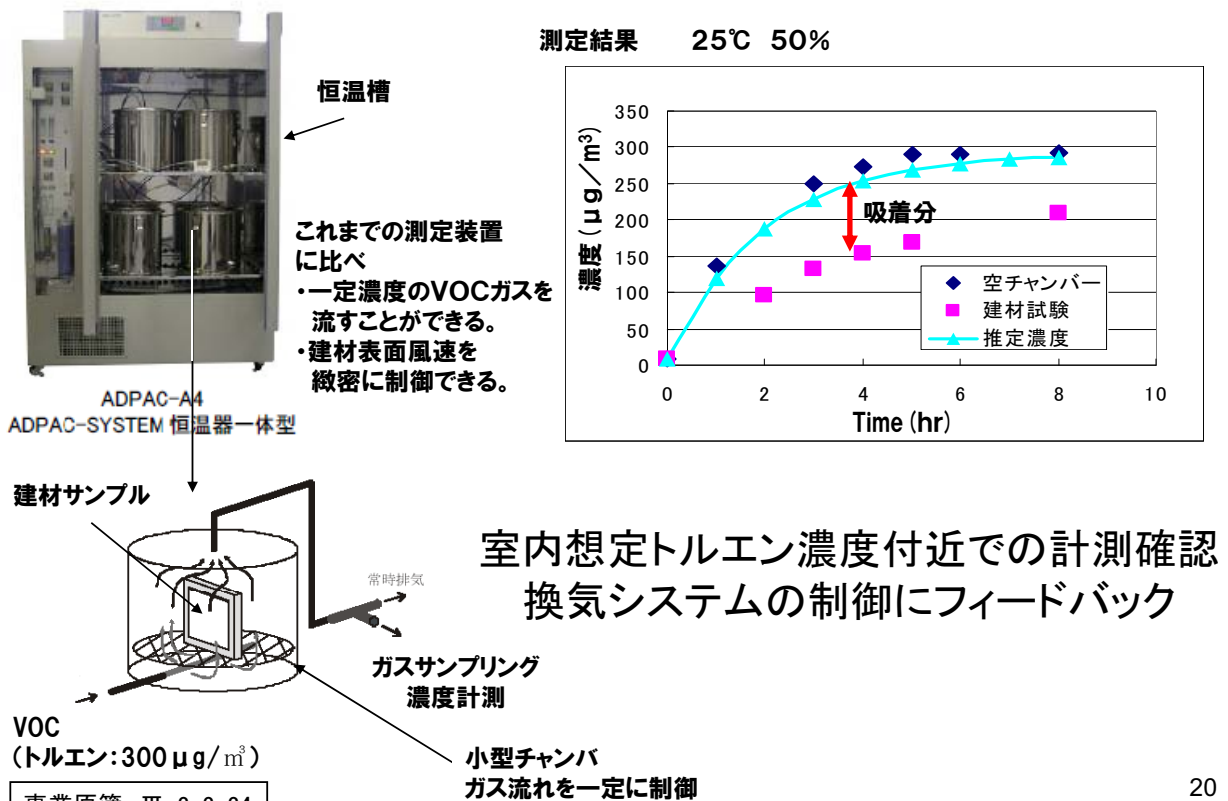 測定結果　25℃ 50%
恒温槽
これまでの測定装置
に比べ
・一定濃度のVOCガスを
流すことができる。
・建材表面風速を
緻密に制御できる。
ADPAC-A4
ADPAC-SYSTEM 恒温器一体型
濃度(μg／m³)
350
300
250
200
150
100
50
0
0 2 4 6 8 10
Time (hr)
吸着分
空チャンバー
建材試験
推定濃度
建材サンプル
常時排気
ガスサンプリング
濃度計測
VOC
(トルエン:300μg/㎥)
小型チャンバ
ガス流れを一定に制御
室内想定トルエン濃度付近での計測確認
換気システムの制御にフィードバック
20